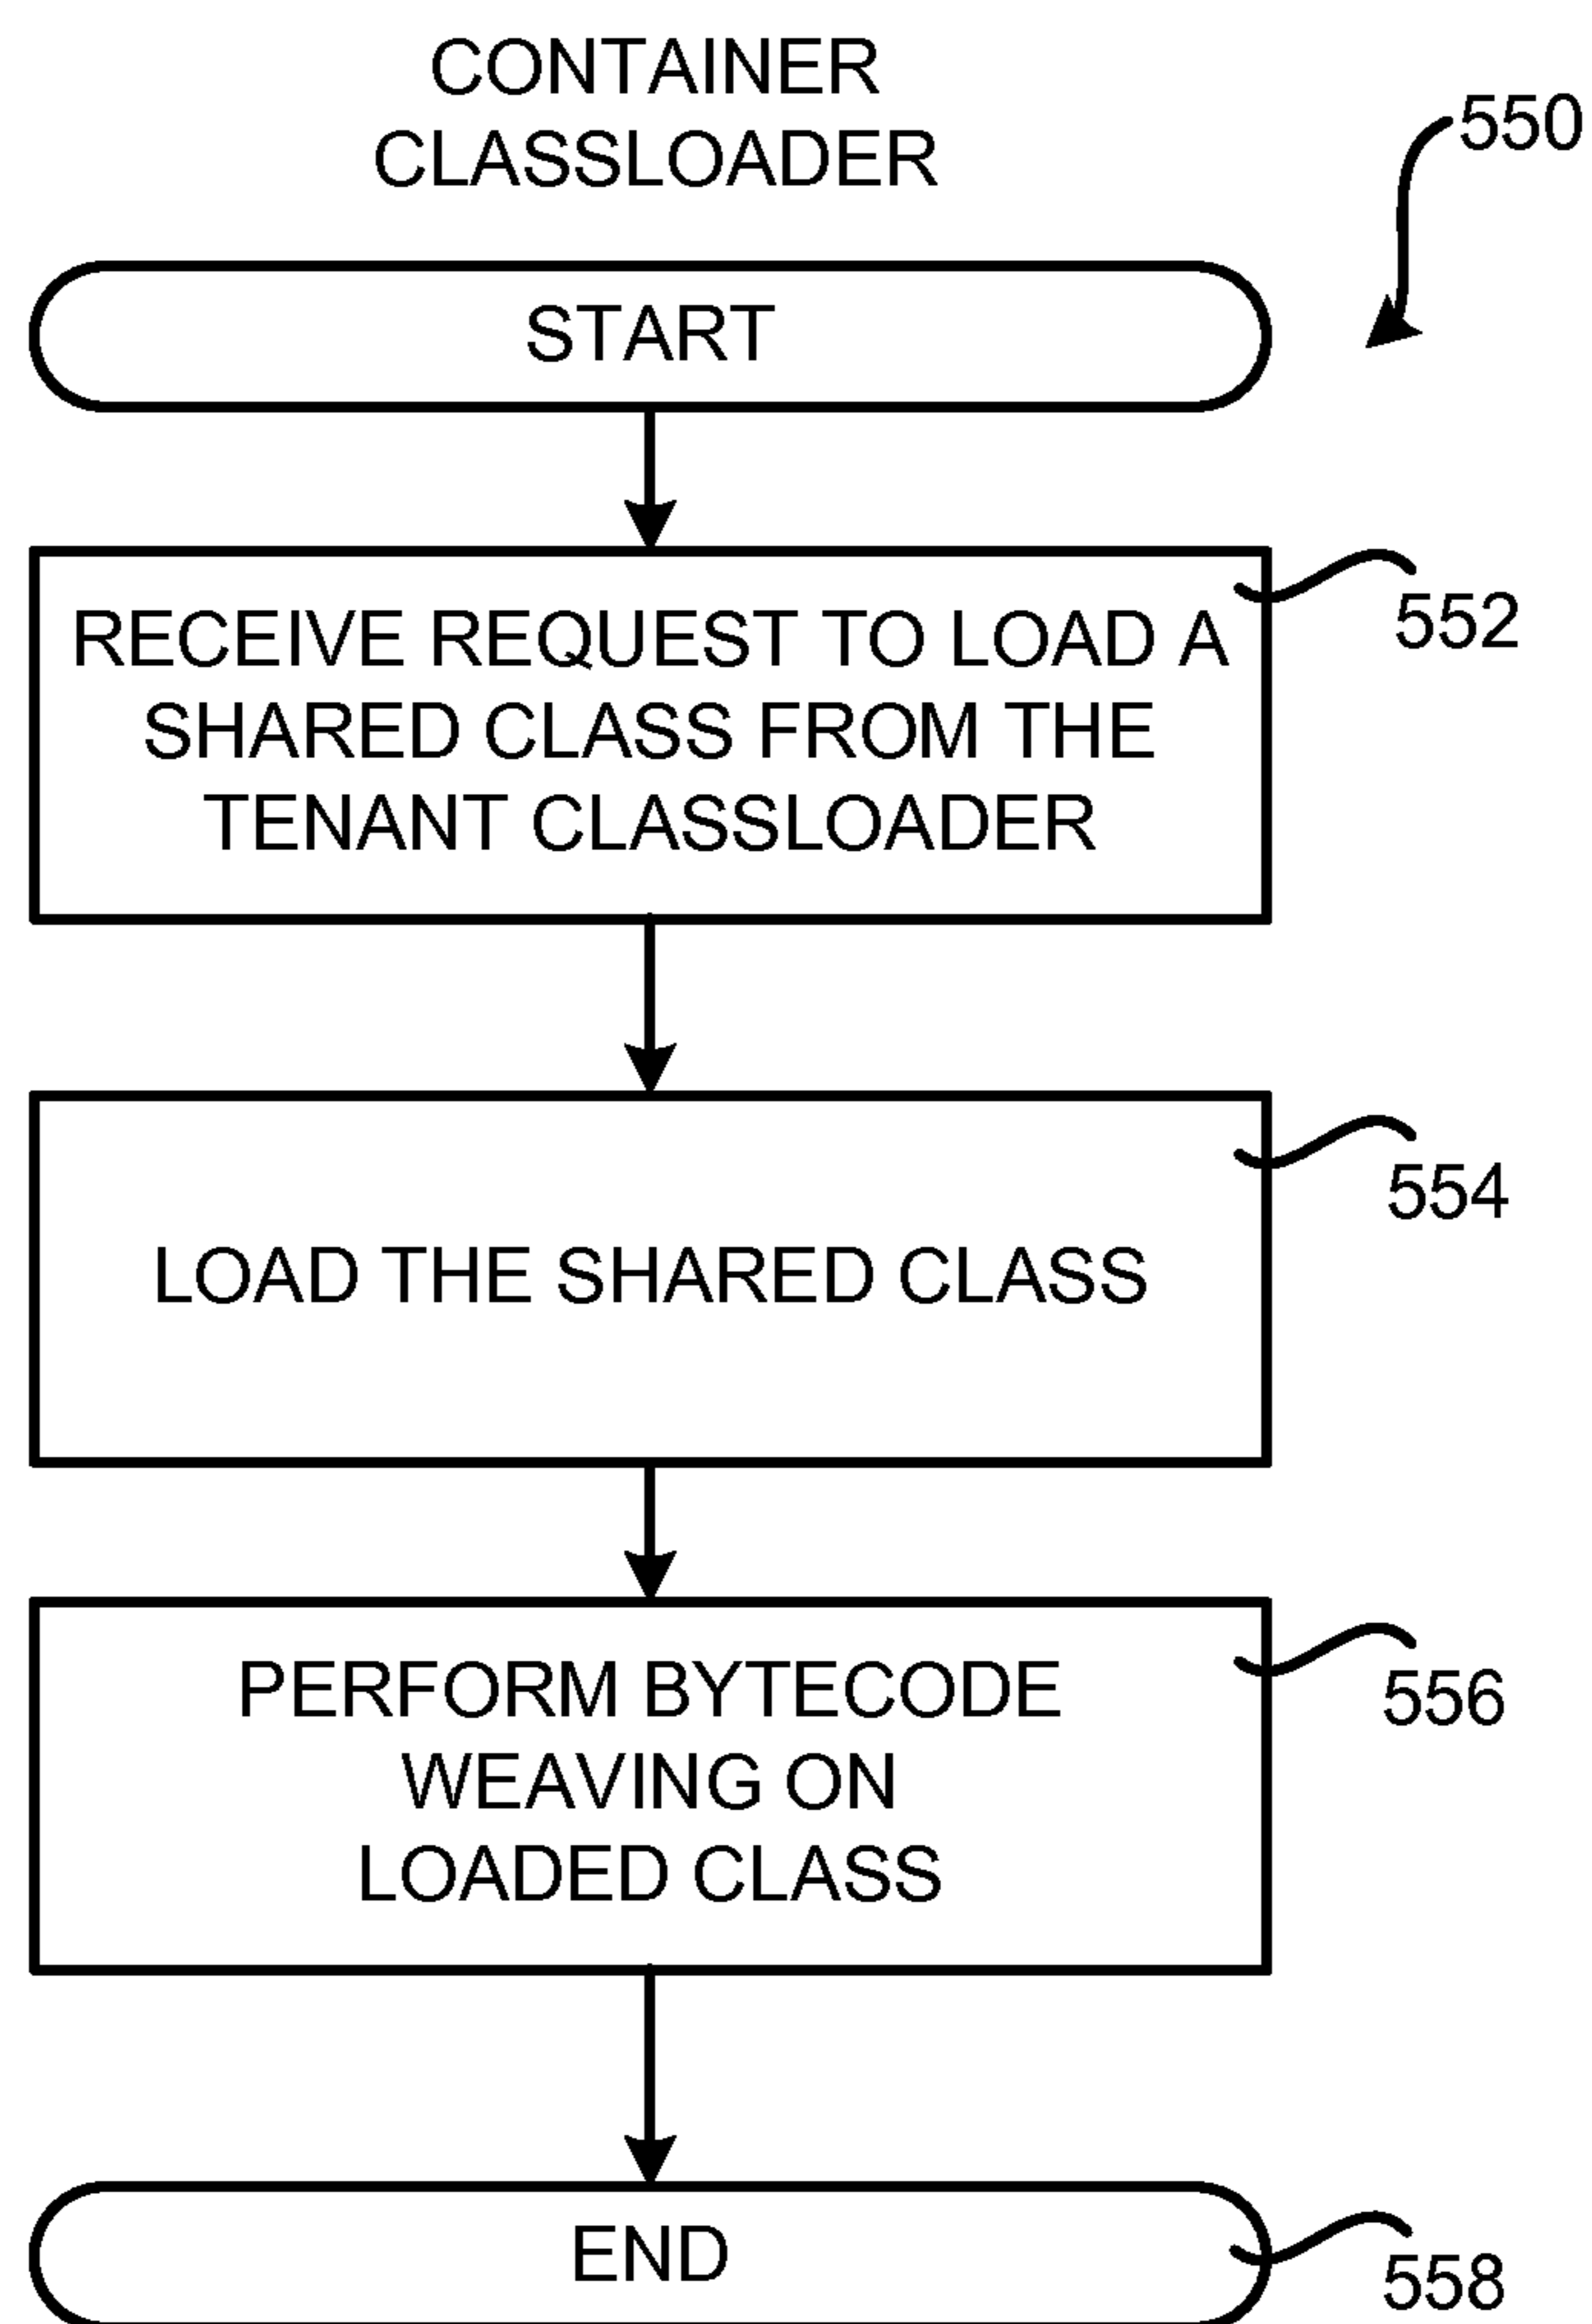 CONTAINER
CLASSLOADER
550
START
RECEIVE REQUEST TO LOAD A
SHARED CLASS FROM THE
TENANT CLASSLOADER
552
LOAD THE SHARED CLASS
554
PERFORM BYTECODE
WEAVING ON
LOADED CLASS
556
END
558